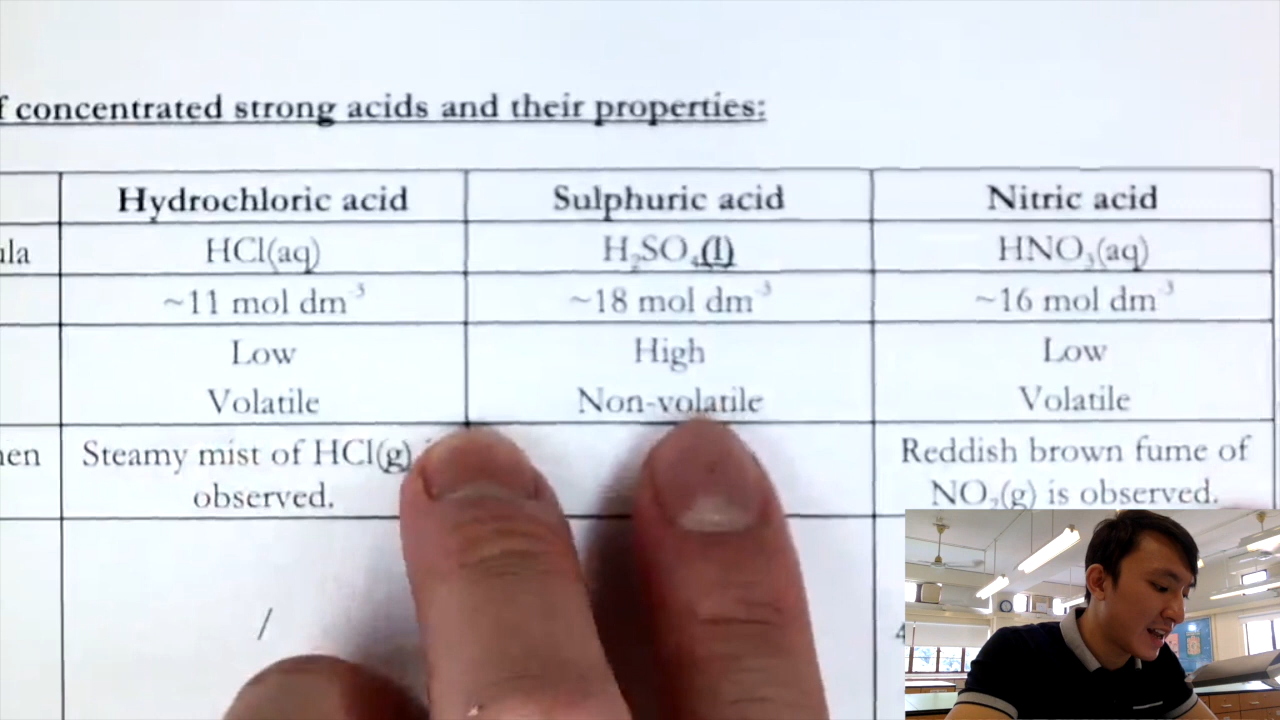 f concentrated strong acids and their properties:
Hydrochloric acid Sulphuric acid Nitric acid
ula HCl(aq) H₂SO₄(l) HNO₃(aq)
~11 mol dm⁻³ ~18 mol dm⁻³ ~16 mol dm⁻³
Low High Low
Volatile Non-volatile Volatile
hen Steamy mist of HCl(g) Reddish brown fume of
observed. NO₂(g) is observed.
/